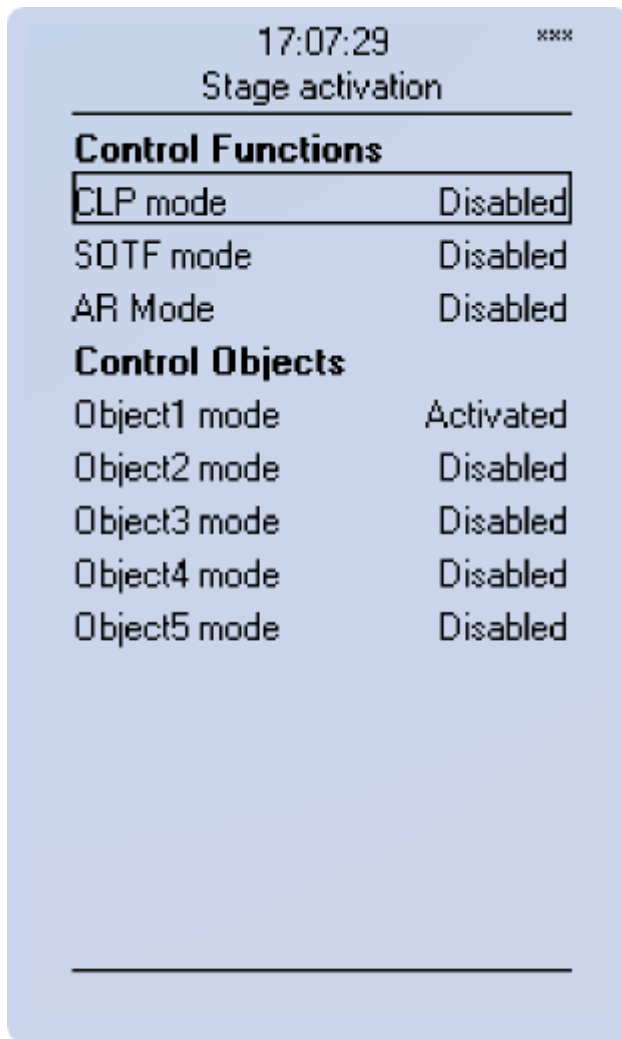 17:07:29 ***
Stage activation
Control Functions
CLP mode Disabled
SOTF mode Disabled
AR Mode Disabled
Control Objects
Object1 mode Activated
Object2 mode Disabled
Object3 mode Disabled
Object4 mode Disabled
Object5 mode Disabled